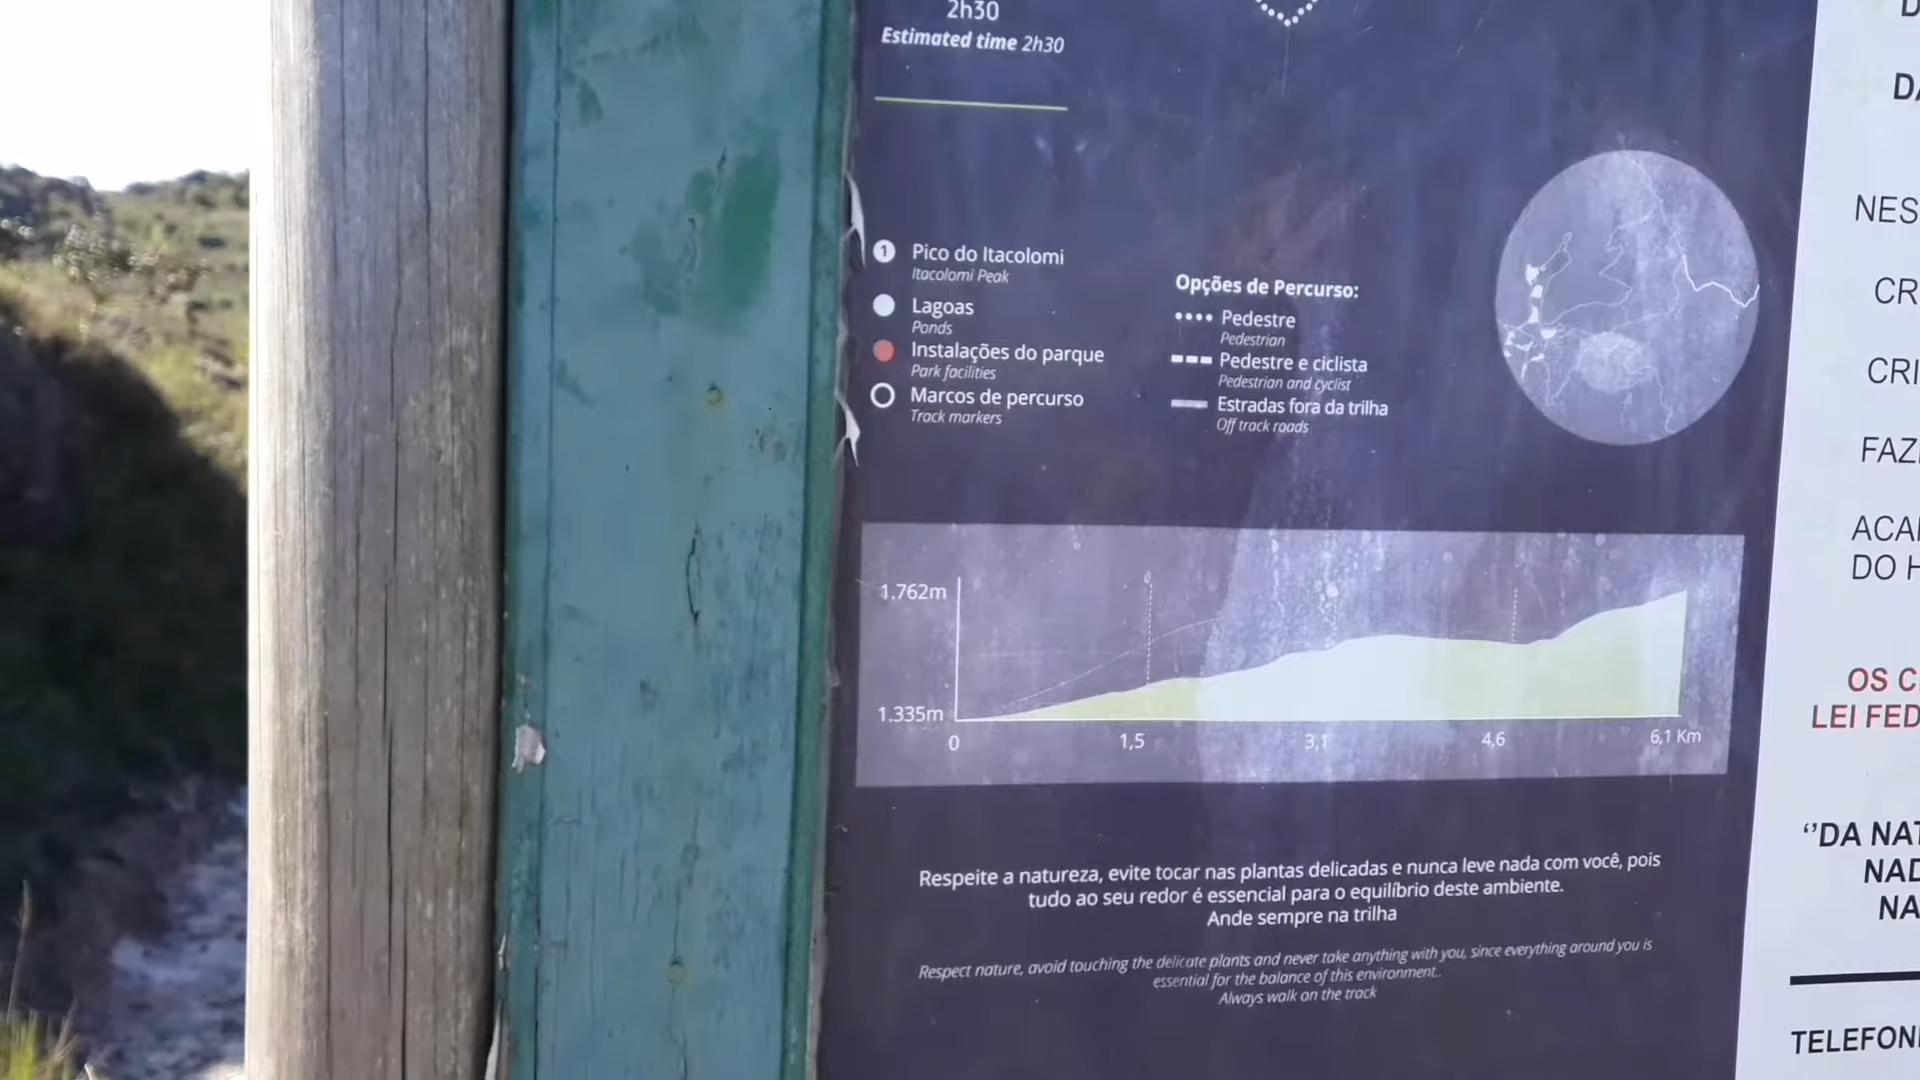 2h30
Estimated time 2h30
1 Pico do Itacolomi
Itacolomi Peak
Lagoas
Ponds
Instalações do parque
Park facilities
Marcos de percurso
Track markers
Opções de Percurso:
Pedestre
Pedestrian
Pedestre e ciclista
Pedestrian and cyclist
Estradas fora da trilha
Off track roads
1.762m
1.335m
0 1,5 3,1 4,6 6,1 Km
Respeite a natureza, evite tocar nas plantas delicadas e nunca leve nada com você, pois
tudo ao seu redor é essencial para o equilíbrio deste ambiente.
Ande sempre na trilha
Respect nature, avoid touching the delicate plants and never take anything with you, since everything around you is
essential for the balance of this environment..
Always walk on the track
D
DA
NES
CR
CRI
FAZ
ACA
DO H
OS C
LEI FED
‘’DA NAT
NAD
NA
TELEFON